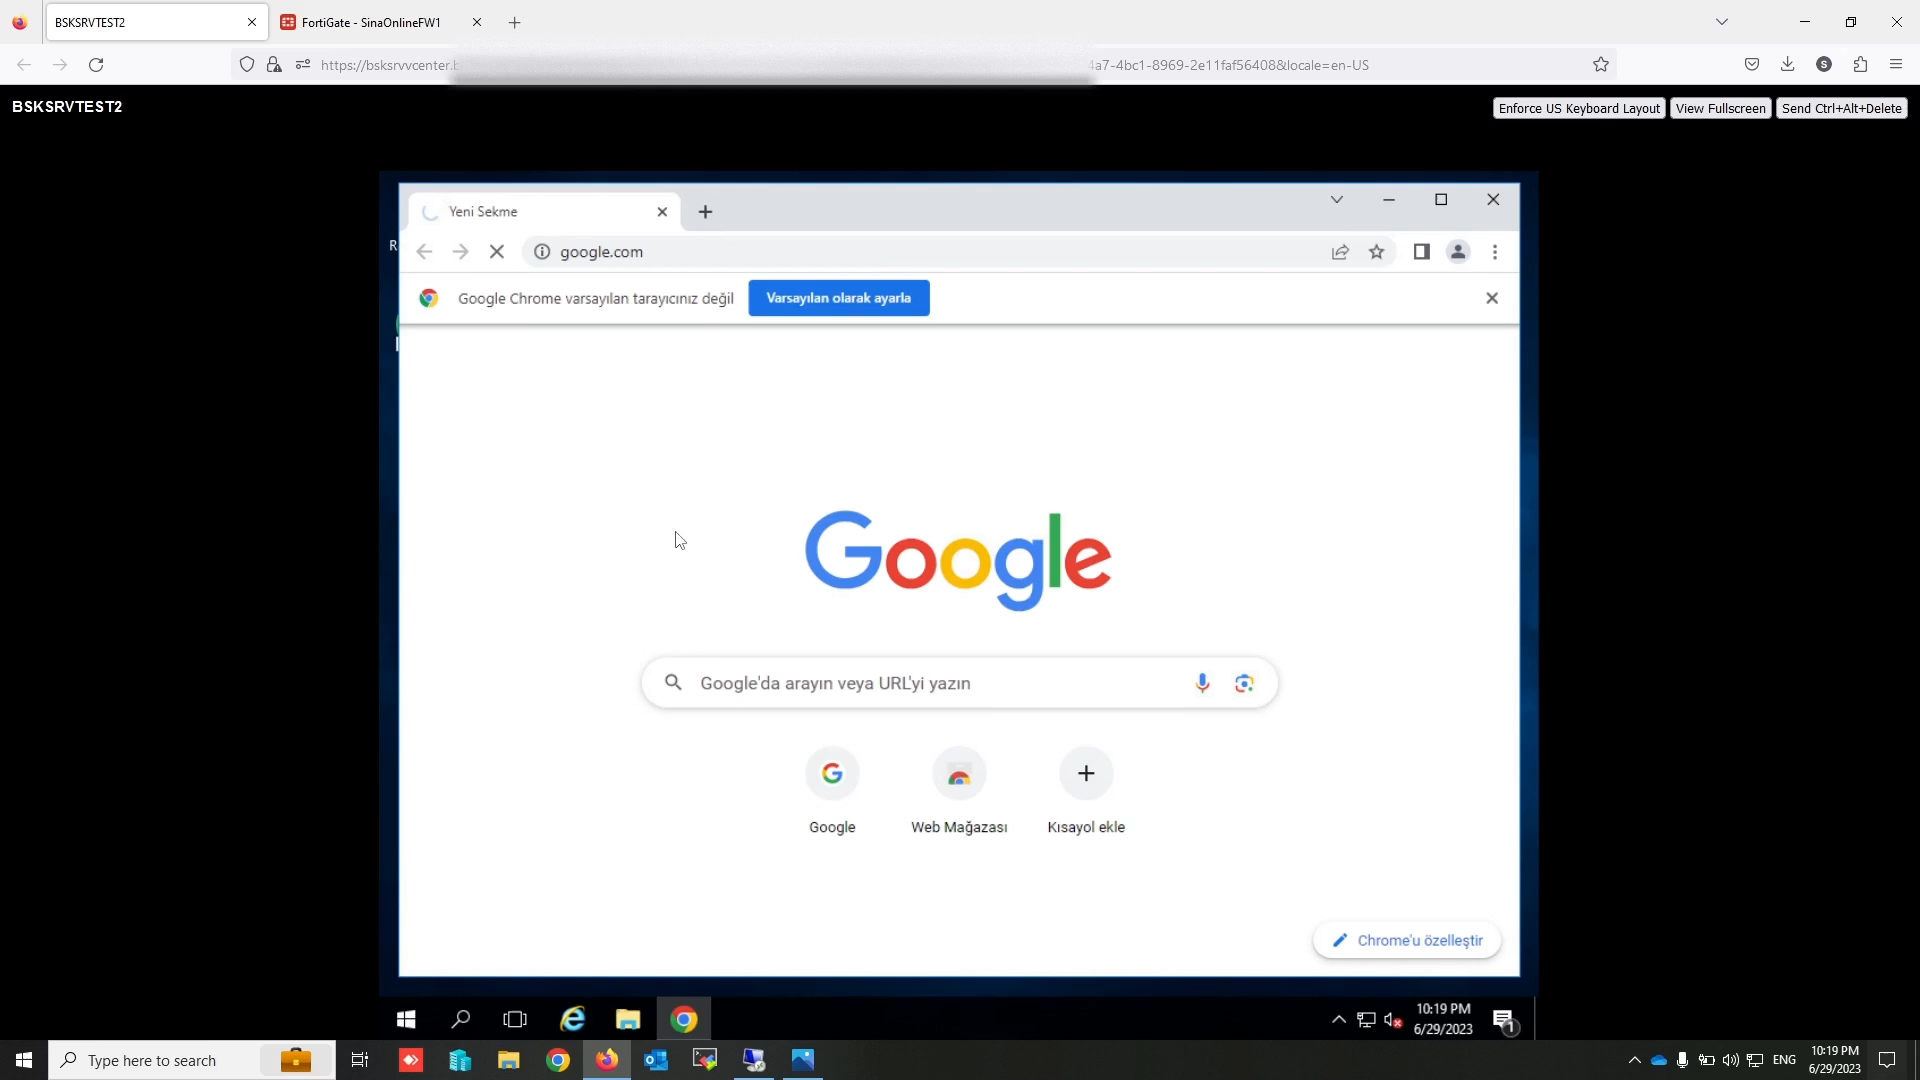 BSKSRVTEST2
FortiGate - SinaOnlineFW1
https://bsksrvvcenter.b
4a7-4bc1-8969-2e11faf56408&locale=en-US
S
BSKSRVTEST2
Enforce US Keyboard Layout
View Fullscreen
Send Ctrl+Alt+Delete
Yeni Sekme
R
google.com
Google Chrome varsayılan tarayıcınız değil
Varsayılan olarak ayarla
Google
Google'da arayın veya URL'yi yazın
Google
Web Mağazası
Kısayol ekle
Chrome'u özelleştir
10:19 PM
6/29/2023
1
Type here to search
ENG
10:19 PM
6/29/2023